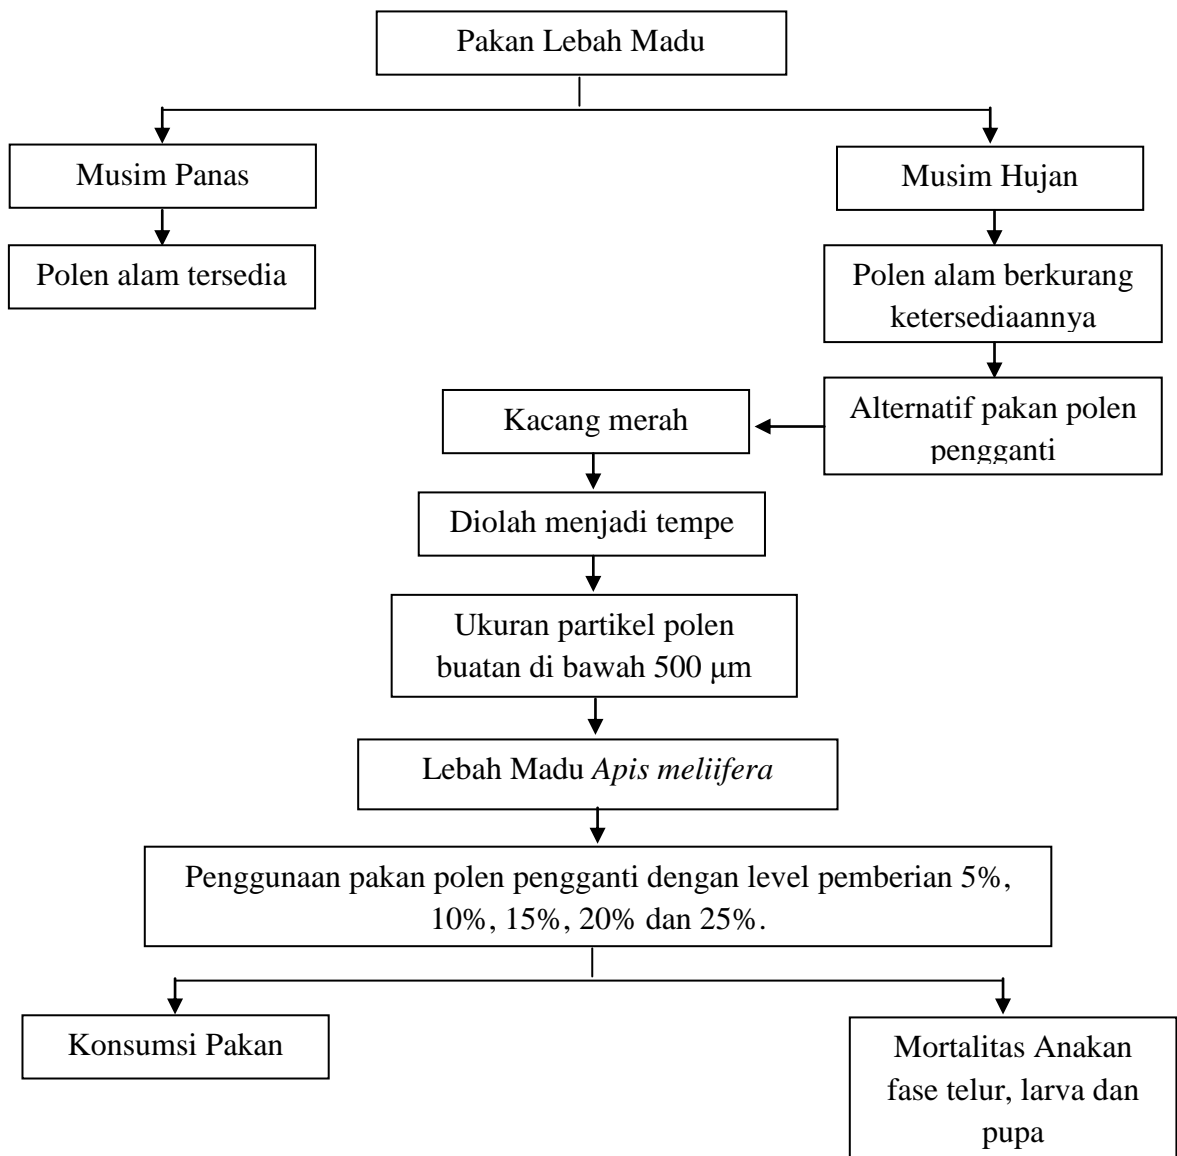 Pakan Lebah Madu
Musim Panas
Musim Hujan
Polen alam tersedia
Polen alam berkurang
ketersediaannya
Alternatif pakan polen
pengganti
Kacang merah
Diolah menjadi tempe
Ukuran partikel polen
buatan di bawah 500 μm
Lebah Madu Apis meliifera
Penggunaan pakan polen pengganti dengan level pemberian 5%,
10%, 15%, 20% dan 25%.
Konsumsi Pakan
Mortalitas Anakan
fase telur, larva dan
pupa